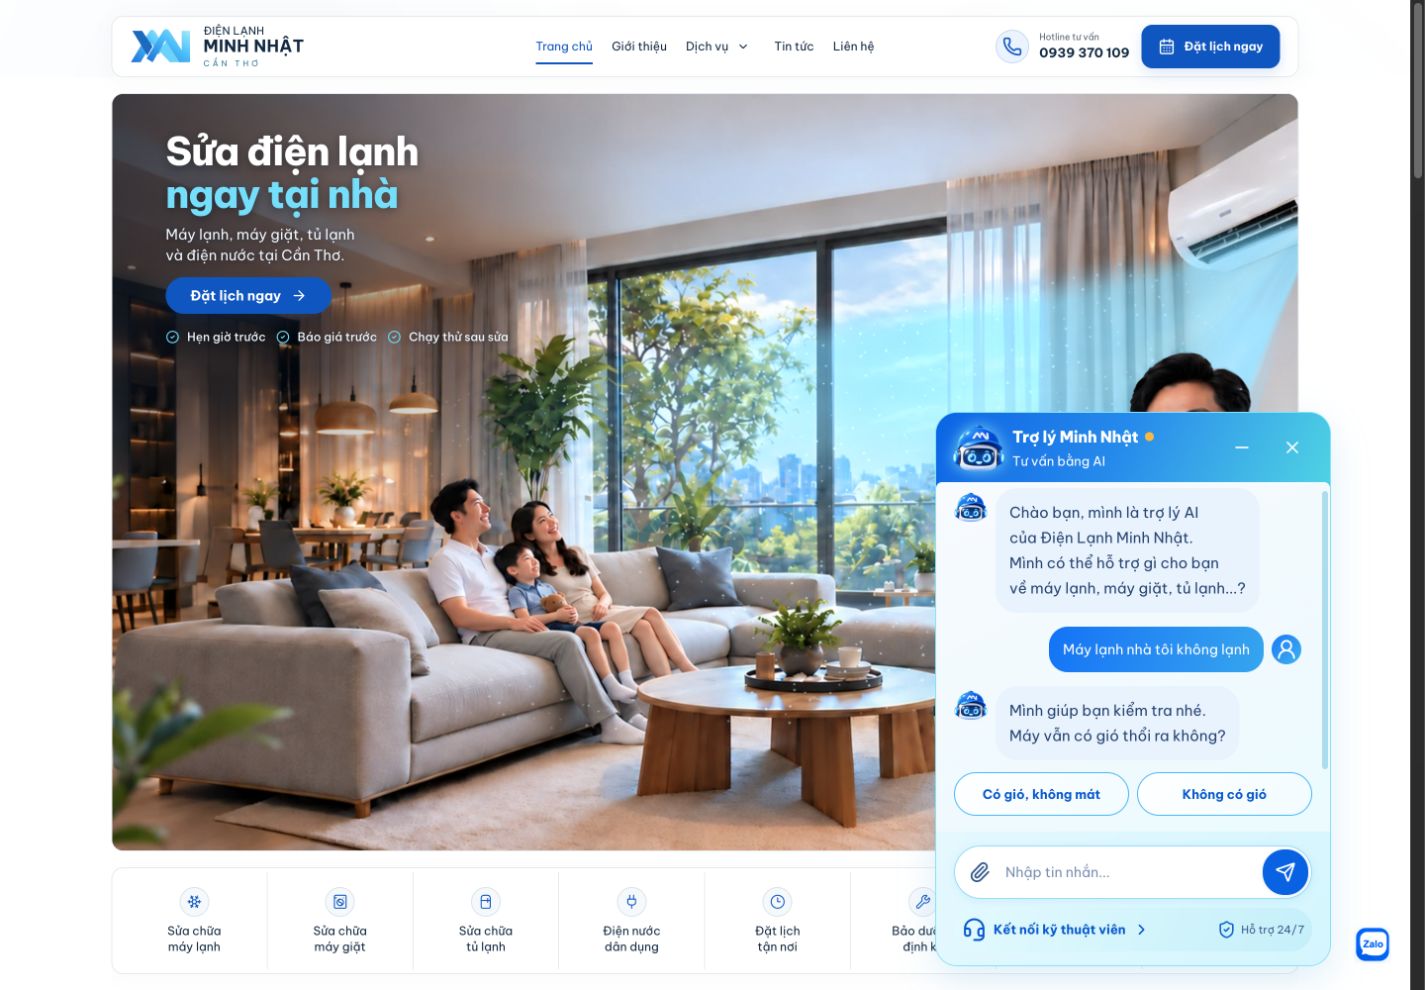 ĐIỆN LẠNH
MINH NHẬT
CẦN THƠ
Trang chủ
Giới thiệu
Dịch vụ
Tin tức
Liên hệ
Hotline tư vấn
0939 370 109
Đặt lịch ngay
Sửa điện lạnh
ngay tại nhà
Máy lạnh, máy giặt, tủ lạnh
và điện nước tại Cần Thơ.
Đặt lịch ngay
Hẹn giờ trước
Báo giá trước
Chạy thử sau sửa
Trợ lý Minh Nhật
Tư vấn bằng AI
Chào bạn, mình là trợ lý AI
của Điện Lạnh Minh Nhật.
Mình có thể hỗ trợ gì cho bạn
về máy lạnh, máy giặt, tủ lạnh...?
Máy lạnh nhà tôi không lạnh
Mình giúp bạn kiểm tra nhé.
Máy vẫn có gió thổi ra không?
Có gió, không mát
Không có gió
Nhập tin nhắn...
Kết nối kỹ thuật viên
Hỗ trợ 24/7
Sửa chữa
máy lạnh
Sửa chữa
máy giặt
Sửa chữa
tủ lạnh
Điện nước
dân dụng
Đặt lịch
tận nơi
Bảo dư
định k
Zalo